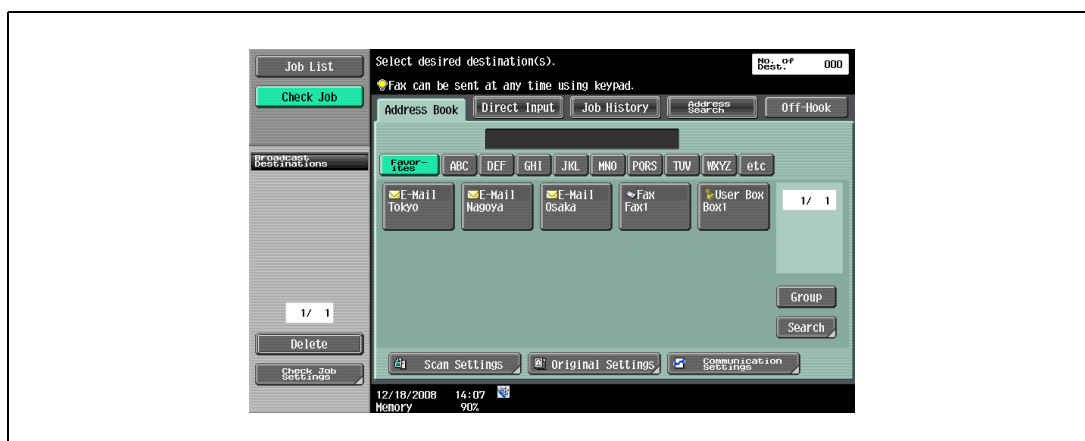 Job List
Check Job
Broadcast
Destinations
1/ 1
Delete
Check Job
Settings
Select desired destination(s).
No. of
Dest. 000
Fax can be sent at any time using keypad.
Address Book Direct Input Job History Address Search Off-Hook
Favor-
ites ABC DEF GHI JKL MNO PQRS TUV WXYZ etc
E-Mail E-Mail E-Mail Fax User Box
Tokyo Nagoya Osaka Fax1 Box1
1/ 1
Group
Search
Scan Settings Original Settings Communication Settings
12/18/2008 14:07
Memory 90%